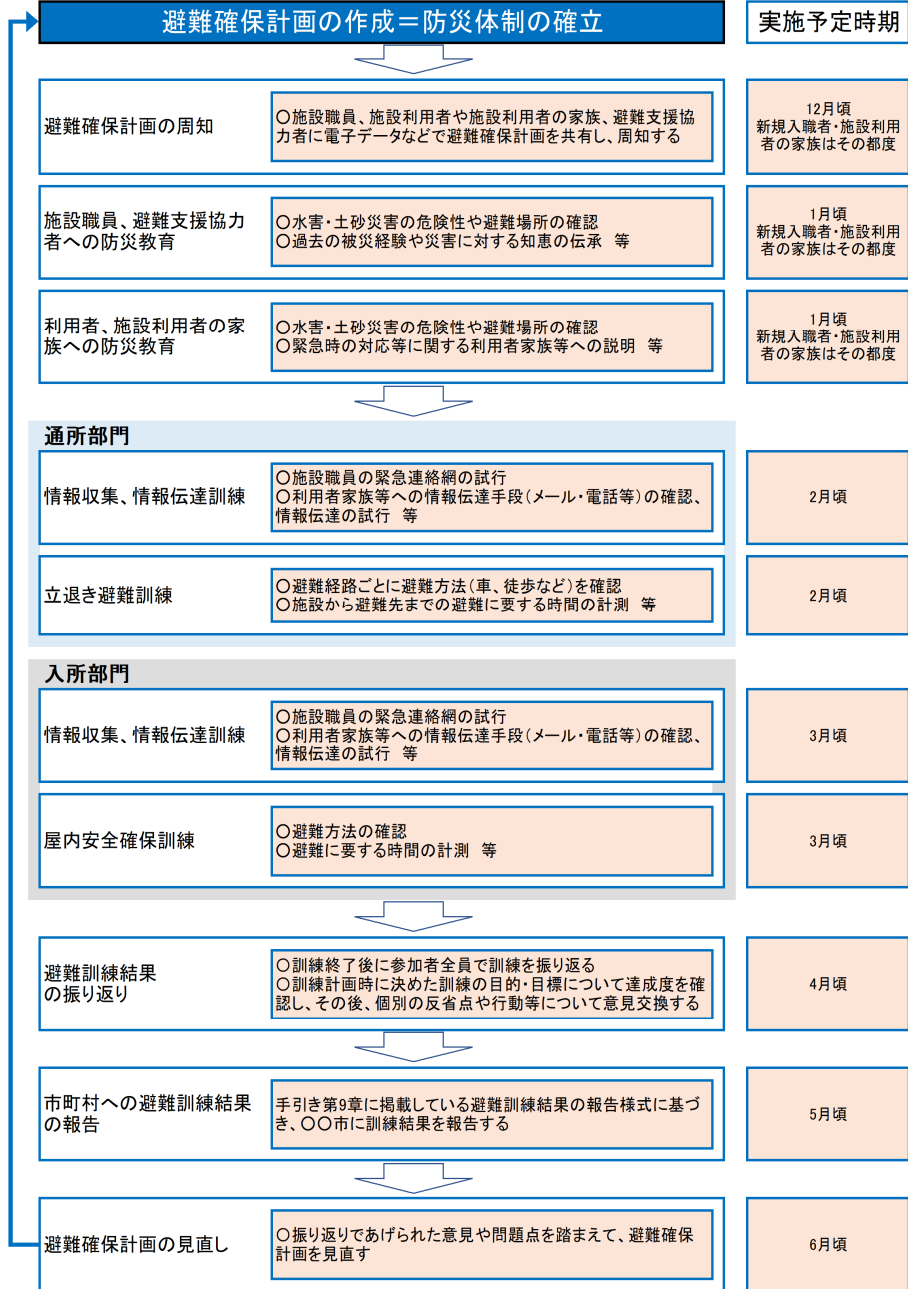 避難確保計画の作成＝防災体制の確立
実施予定時期
避難確保計画の周知
○施設職員、施設利用者や施設利用者の家族、避難支援協
力者に電子データなどで避難確保計画を共有し、周知する
12月頃
新規入職者・施設利用
者の家族はその都度
施設職員、避難支援協力
者への防災教育
○水害・土砂災害の危険性や避難場所の確認
○過去の被災経験や災害に対する知恵の伝承 等
1月頃
新規入職者・施設利用
者の家族はその都度
利用者、施設利用者の家
族への防災教育
○水害・土砂災害の危険性や避難場所の確認
○緊急時の対応等に関する利用者家族等への説明 等
1月頃
新規入職者・施設利用
者の家族はその都度
通所部門
情報収集、情報伝達訓練
○施設職員の緊急連絡網の試行
○利用者家族等への情報伝達手段（メール・電話等）の確認、
情報伝達の試行 等
2月頃
立退き避難訓練
○避難経路ごとに避難方法（車、徒歩など）を確認
○施設から避難先までの避難に要する時間の計測 等
2月頃
入所部門
情報収集、情報伝達訓練
○施設職員の緊急連絡網の試行
○利用者家族等への情報伝達手段（メール・電話等）の確認、
情報伝達の試行 等
3月頃
屋内安全確保訓練
○避難方法の確認
○避難に要する時間の計測 等
3月頃
避難訓練結果
の振り返り
○訓練終了後に参加者全員で訓練を振り返る
○訓練計画時に決めた訓練の目的・目標について達成度を確
認し、その後、個別の反省点や行動等について意見交換する
4月頃
市町村への避難訓練結果
の報告
手引き第9章に掲載している避難訓練結果の報告様式に基づ
き、〇〇市に訓練結果を報告する
5月頃
避難確保計画の見直し
○振り返りであげられた意見や問題点を踏まえて、避難確保
計画を見直す
6月頃